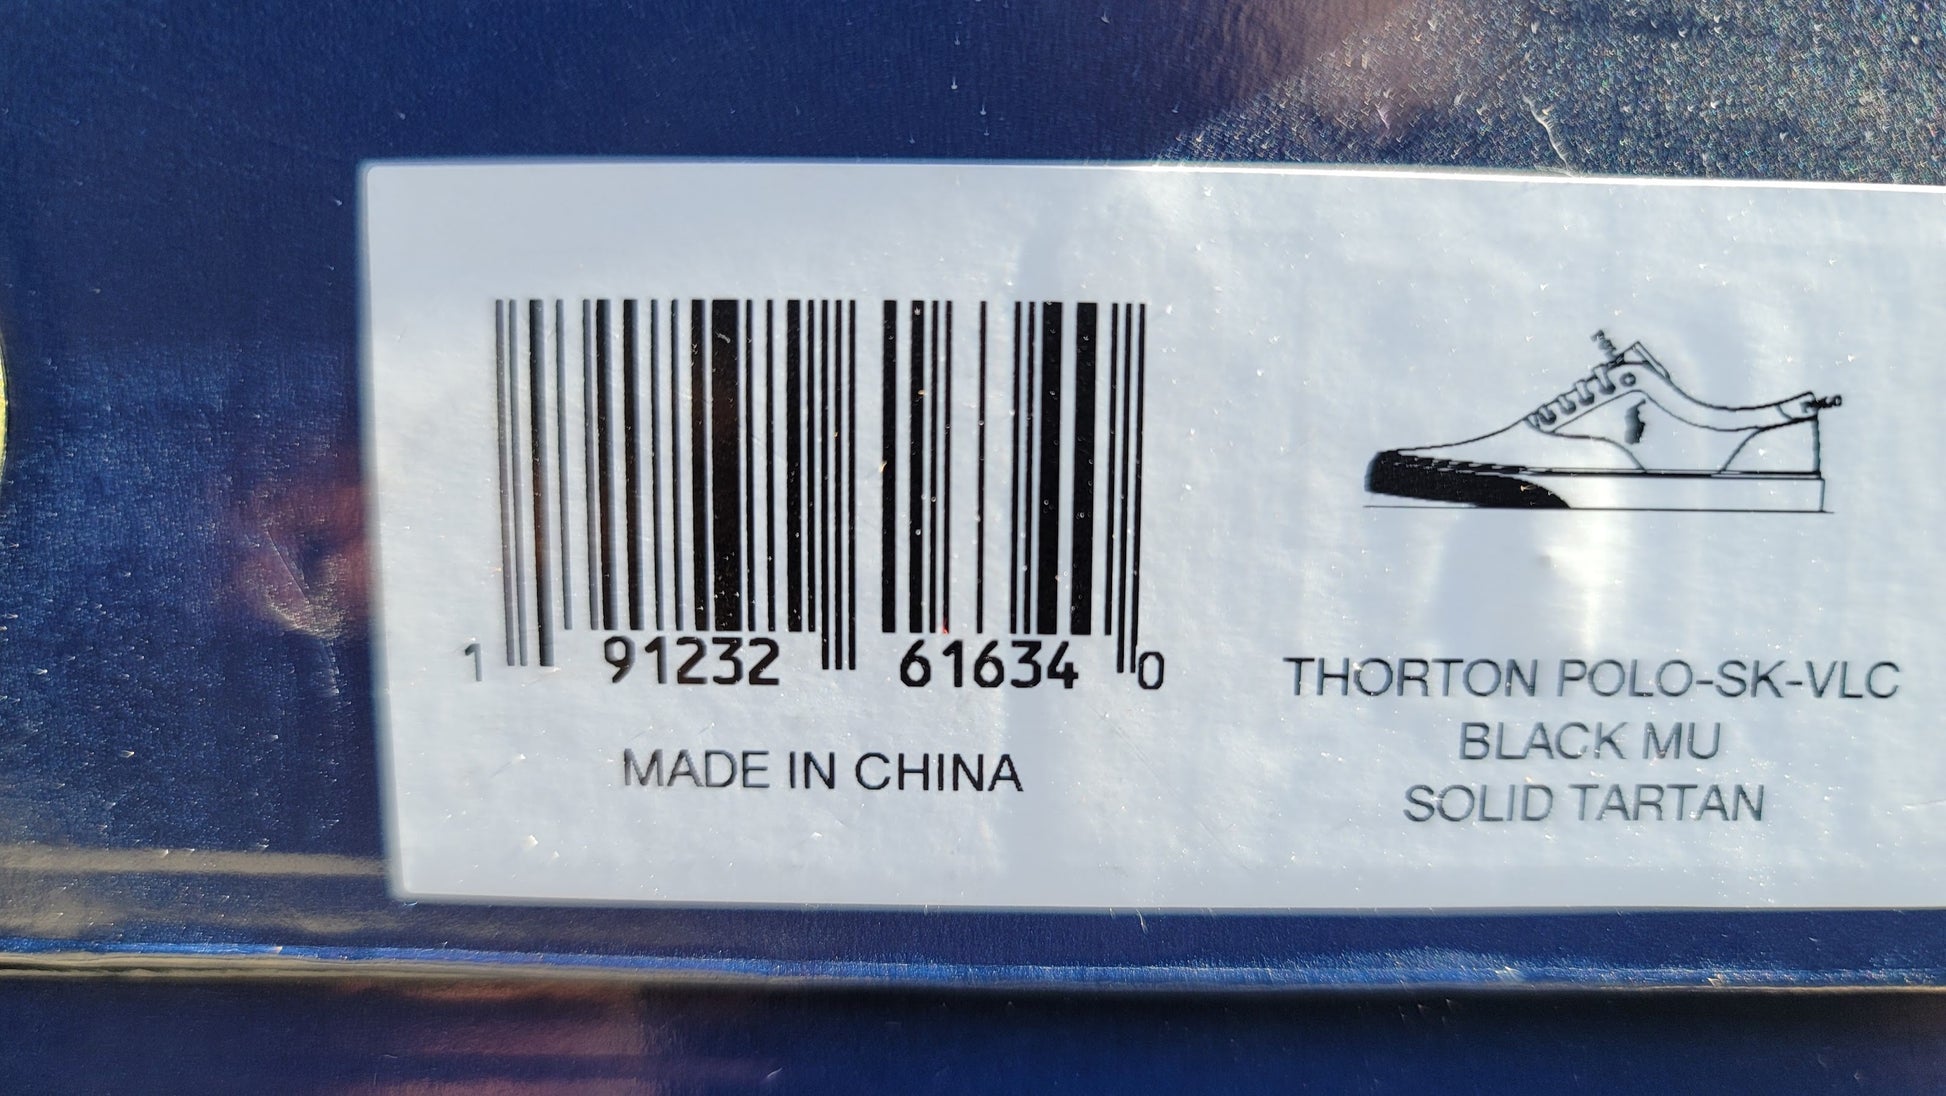 1 91232 61634 0
MADE IN CHINA
THORTON POLO-SK-VLC
BLACK MU
SOLID TARTAN